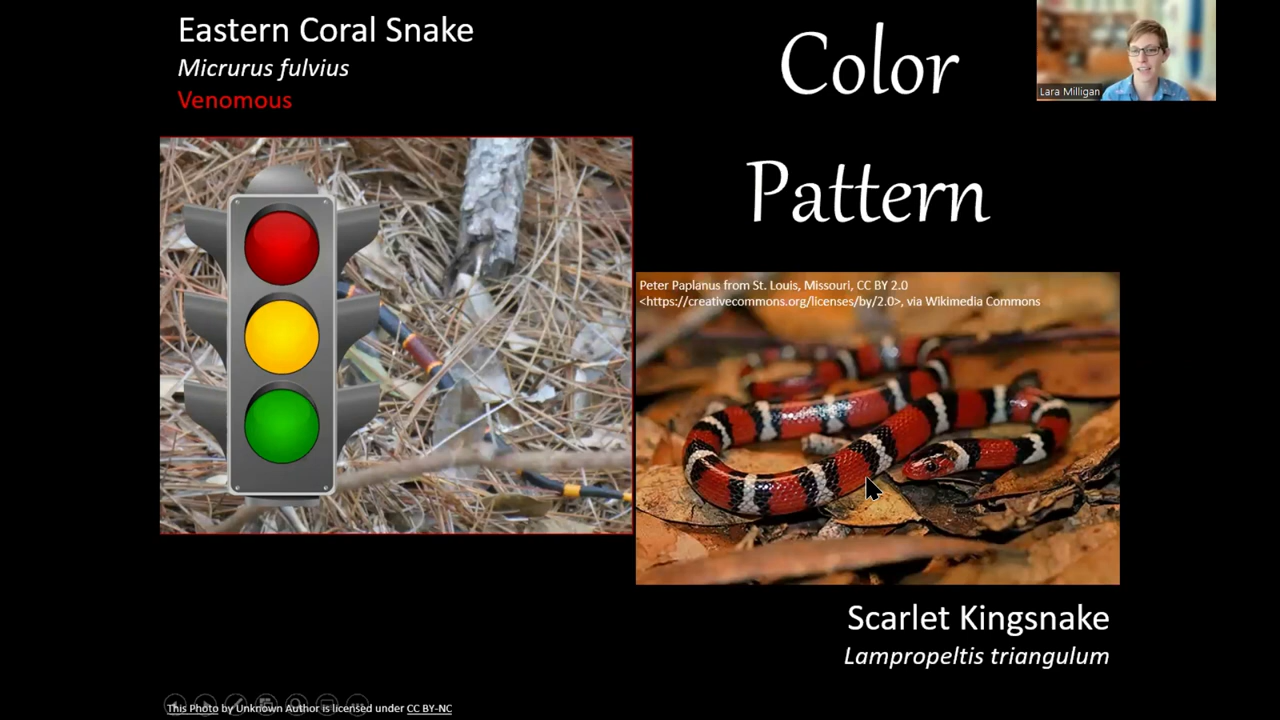 Eastern Coral Snake
Micrurus fulvius
Venomous
Color
Pattern
Lara Milligan
Peter Paplanus from St. Louis, Missouri, CC BY 2.0
<https://creativecommons.org/licenses/by/2.0>, via Wikimedia Commons
Scarlet Kingsnake
Lampropeltis triangulum
This Photo by Unknown Author is licensed under CC BY-NC